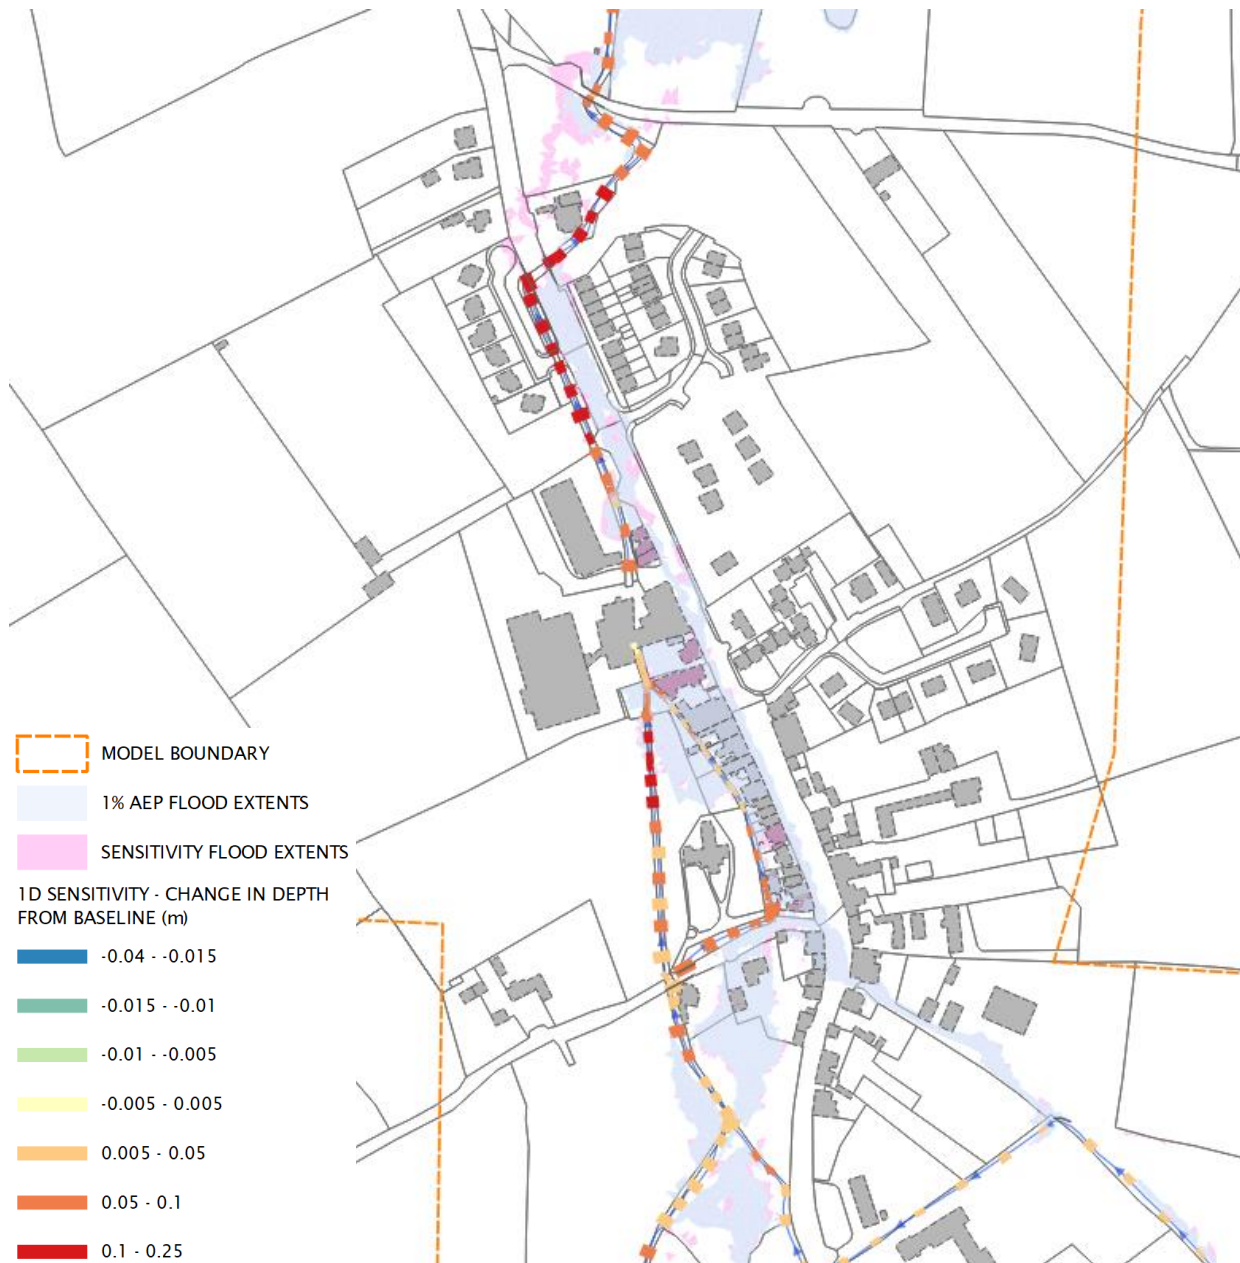 MODEL BOUNDARY
1% AEP FLOOD EXTENTS
SENSITIVITY FLOOD EXTENTS
1D SENSITIVITY - CHANGE IN DEPTH
FROM BASELINE (m)
-0.04 - -0.015
-0.015 - -0.01
-0.01 - -0.005
-0.005 - 0.005
0.005 - 0.05
0.05 - 0.1
0.1 - 0.25